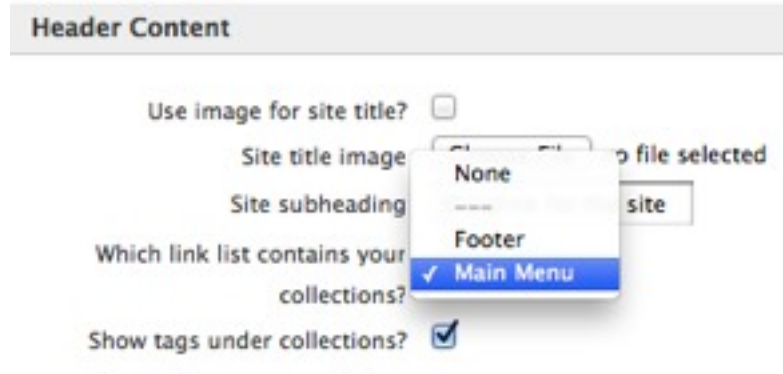 Header Content
Use image for site title?
Site title image
o file selected
None
Site subheading
---
site
Footer
Which link list contains your
collections?
✓ Main Menu
Show tags under collections?